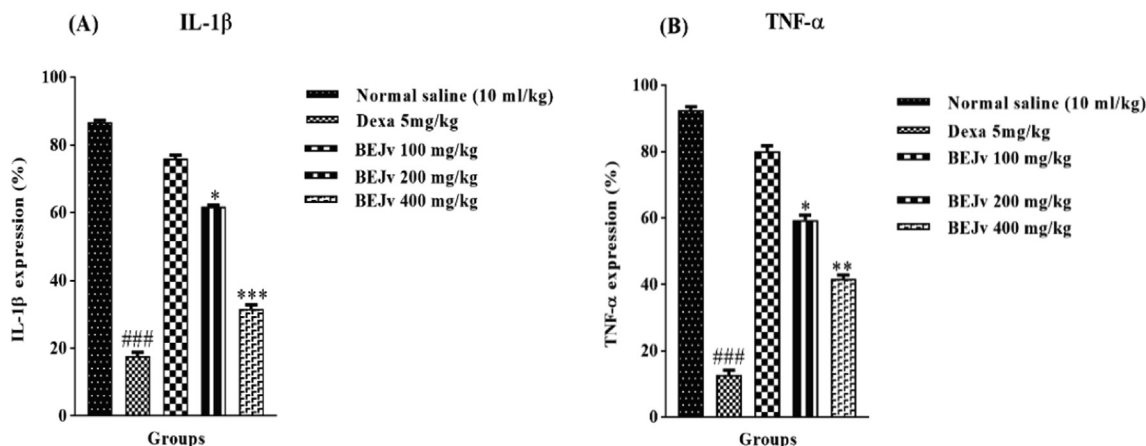 (A) IL-1β
100
80
60
40
20
0
IL-1β expression (%)
###
*
***
Groups
Normal saline (10 ml/kg)
Dexa 5mg/kg
BEJv 100 mg/kg
BEJv 200 mg/kg
BEJv 400 mg/kg
(B) TNF-α
100
80
60
40
20
0
TNF-α expression (%)
###
*
**
Groups
Normal saline (10 ml/kg)
Dexa 5mg/kg
BEJv 100 mg/kg
BEJv 200 mg/kg
BEJv 400 mg/kg